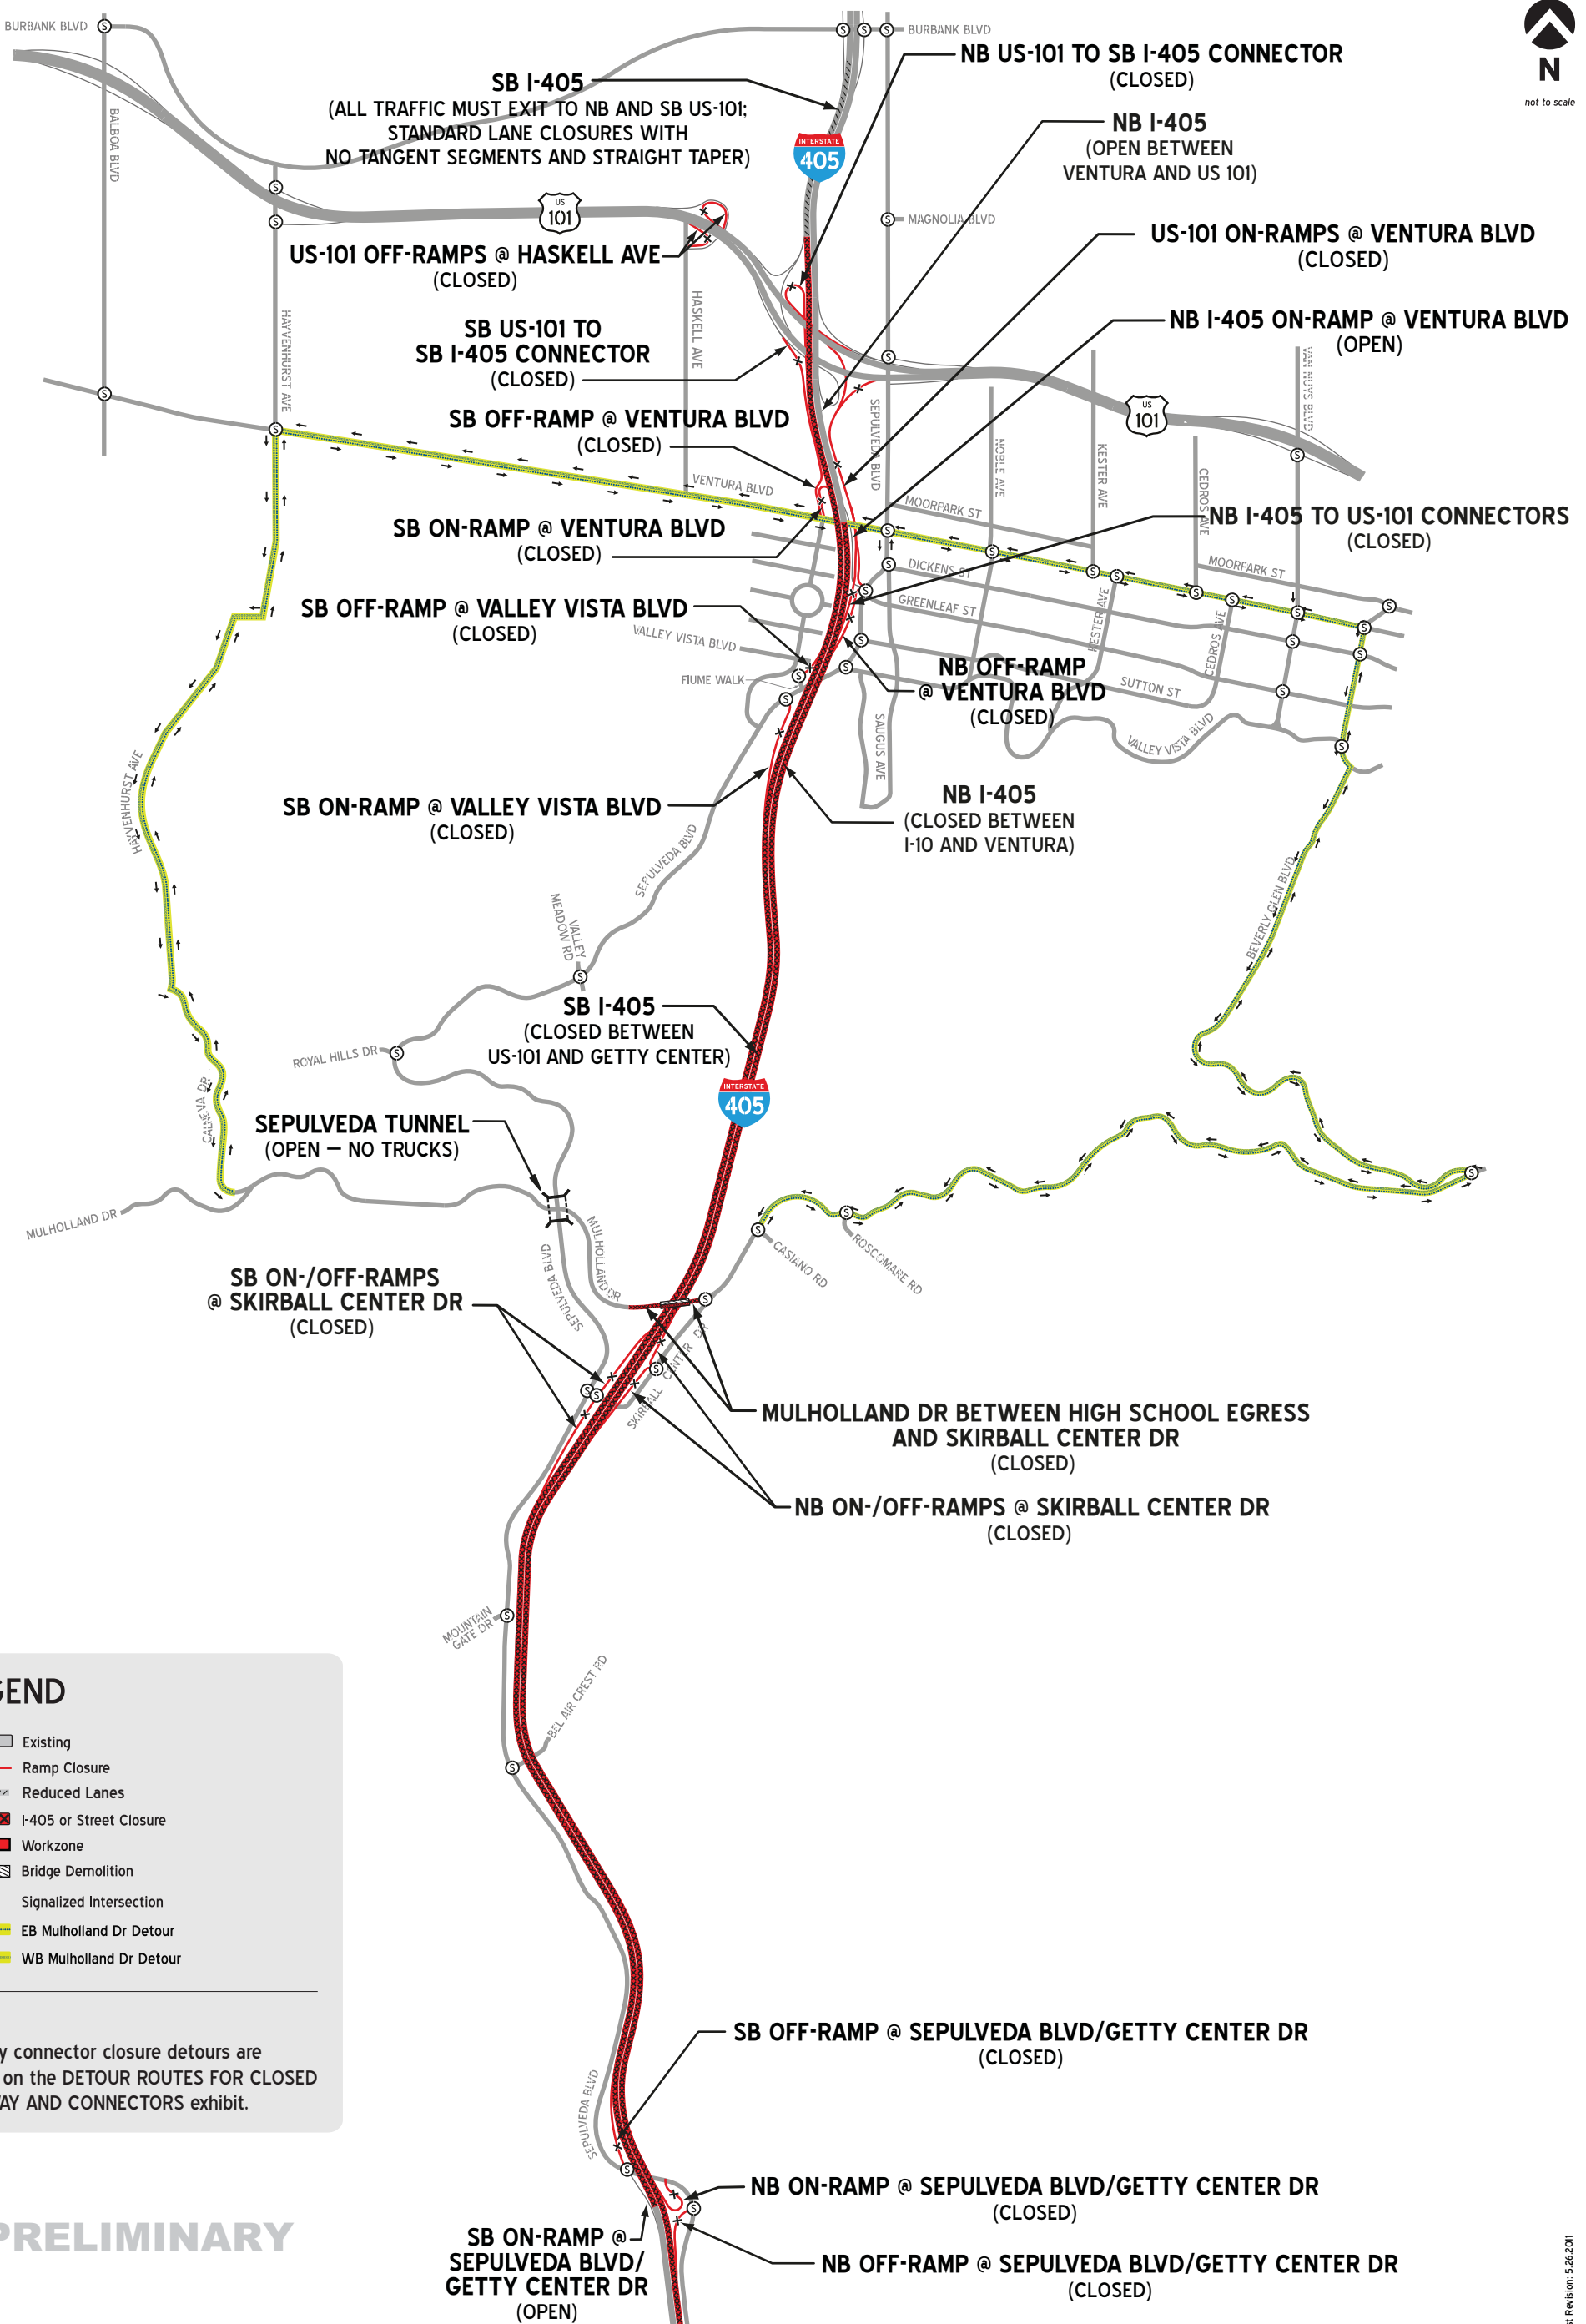 BURBANK BLVD
BURBANK BLVD
N
not to scale
NB US-101 TO SB I-405 CONNECTOR
(CLOSED)
SB I-405
(ALL TRAFFIC MUST EXIT TO NB AND SB US-101;
STANDARD LANE CLOSURES WITH
NO TANGENT SEGMENTS AND STRAIGHT TAPER)
BALBOA BLVD
NB I-405
(OPEN BETWEEN
VENTURA AND US 101)
INTERSTATE
405
US
101
MAGNOLIA BLVD
US-101 OFF-RAMPS @ HASKELL AVE
(CLOSED)
US-101 ON-RAMPS @ VENTURA BLVD
(CLOSED)
HAYVENHURST AVE
HASKELL AVE
SB US-101 TO
SB I-405 CONNECTOR
(CLOSED)
NB I-405 ON-RAMP @ VENTURA BLVD
(OPEN)
VAN NUYS BLVD
US
101
SB OFF-RAMP @ VENTURA BLVD
(CLOSED)
SEPULVEDA BLVD
NOBLE AVE
KESTER AVE
CEDROS AVE
VENTURA BLVD
MOORPARK ST
SB ON-RAMP @ VENTURA BLVD
(CLOSED)
NB I-405 TO US-101 CONNECTORS
(CLOSED)
DICKENS ST
MOORPARK ST
GREENLEAF ST
KESTER AVE
CEDROS AVE
SB OFF-RAMP @ VALLEY VISTA BLVD
(CLOSED)
VALLEY VISTA BLVD
FIUME WALK
NB OFF-RAMP
@ VENTURA BLVD
(CLOSED)
SUTTON ST
VALLEY VISTA BLVD
SAUGUS AVE
HAYVENHURST AVE
SB ON-RAMP @ VALLEY VISTA BLVD
(CLOSED)
NB I-405
(CLOSED BETWEEN
I-10 AND VENTURA)
SEPULVEDA BLVD
VALLEY
MEADOW RD
BEVERLY GLEN BLVD
SB I-405
(CLOSED BETWEEN
US-101 AND GETTY CENTER)
ROYAL HILLS DR
INTERSTATE
405
CALNEVA DR
SEPULVEDA TUNNEL
(OPEN – NO TRUCKS)
MULHOLLAND DR
MULHOLLAND DR
SEPULVEDA BLVD
CASIANO RD
ROSCOMARE RD
SB ON-/OFF-RAMPS
@ SKIRBALL CENTER DR
(CLOSED)
SKIRBALL CENTER DR
MULHOLLAND DR BETWEEN HIGH SCHOOL EGRESS
AND SKIRBALL CENTER DR
(CLOSED)
NB ON-/OFF-RAMPS @ SKIRBALL CENTER DR
(CLOSED)
MOUNTAIN
GATE DR
BEL AIR CREST RD
GEND
Existing
Ramp Closure
Reduced Lanes
I-405 or Street Closure
Workzone
Bridge Demolition
Signalized Intersection
EB Mulholland Dr Detour
WB Mulholland Dr Detour
y connector closure detours are
on the DETOUR ROUTES FOR CLOSED
WAY AND CONNECTORS exhibit.
SB OFF-RAMP @ SEPULVEDA BLVD/GETTY CENTER DR
(CLOSED)
SEPULVEDA BLVD
NB ON-RAMP @ SEPULVEDA BLVD/GETTY CENTER DR
(CLOSED)
PRELIMINARY
SB ON-RAMP @
SEPULVEDA BLVD/
GETTY CENTER DR
(OPEN)
NB OFF-RAMP @ SEPULVEDA BLVD/GETTY CENTER DR
(CLOSED)
st Revision: 5.26.2011